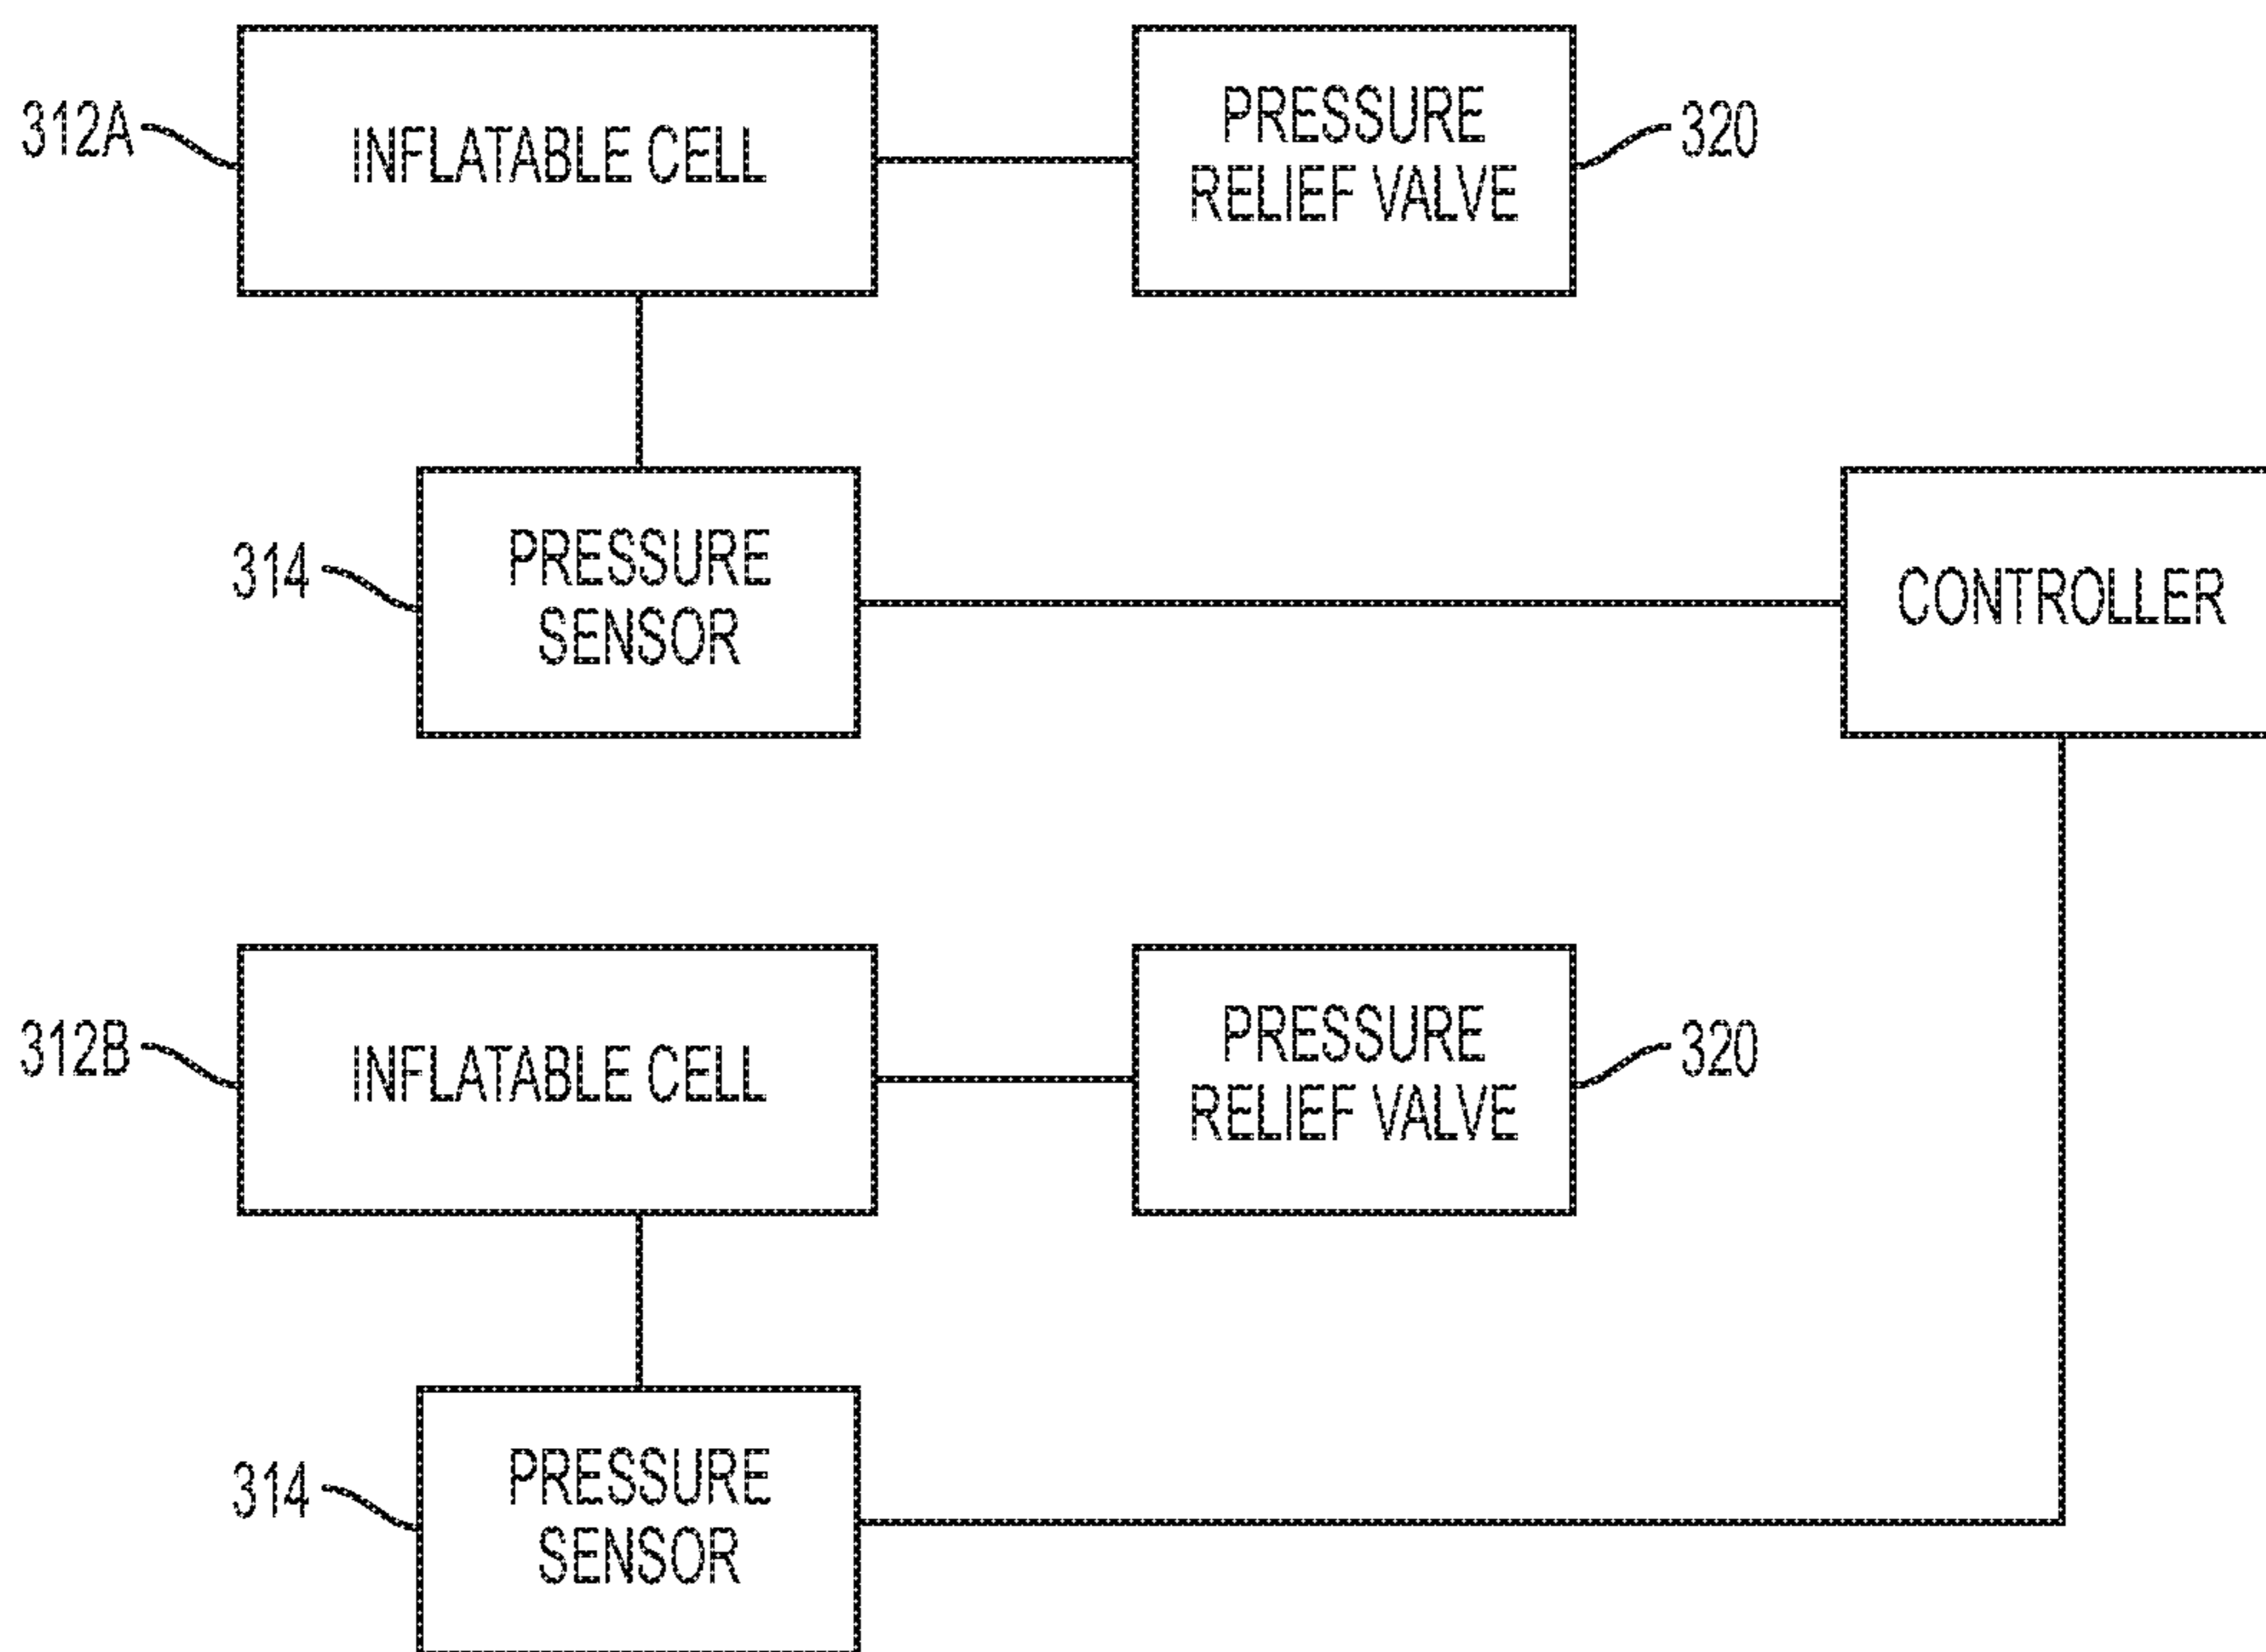 312A
INFLATABLE CELL
PRESSURE
RELIEF VALVE
320
314
PRESSURE
SENSOR
CONTROLLER
312B
INFLATABLE CELL
PRESSURE
RELIEF VALVE
320
314
PRESSURE
SENSOR